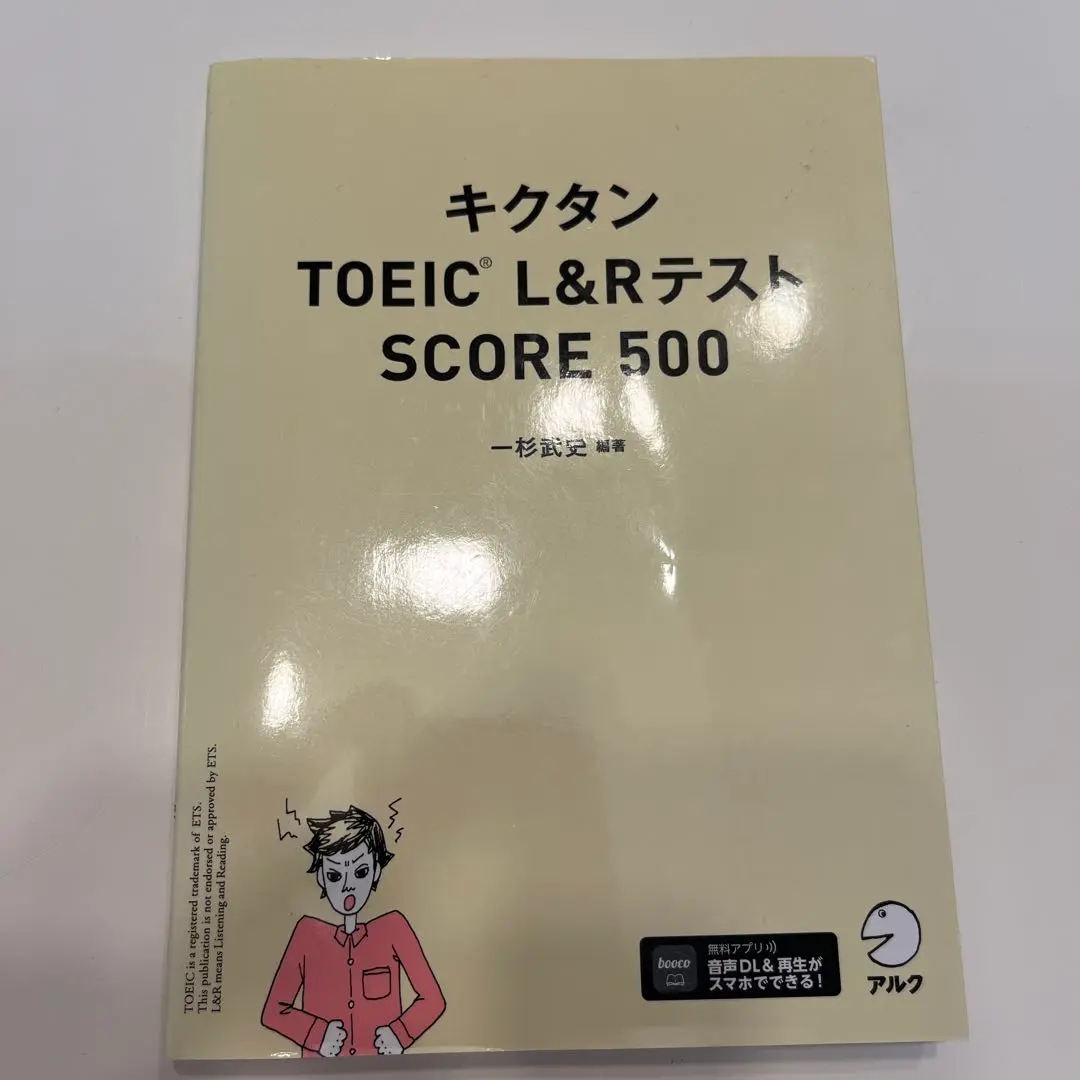 キクタン
TOEIC® L&Rテスト
SCORE 500
一杉武史 編著
TOEIC is a registered trademark of ETS.
This publication is not endorsed or approved by ETS.
L&R means Listening and Reading.
booco
無料アプリ
音声DL&再生が
スマホでできる!
アルク